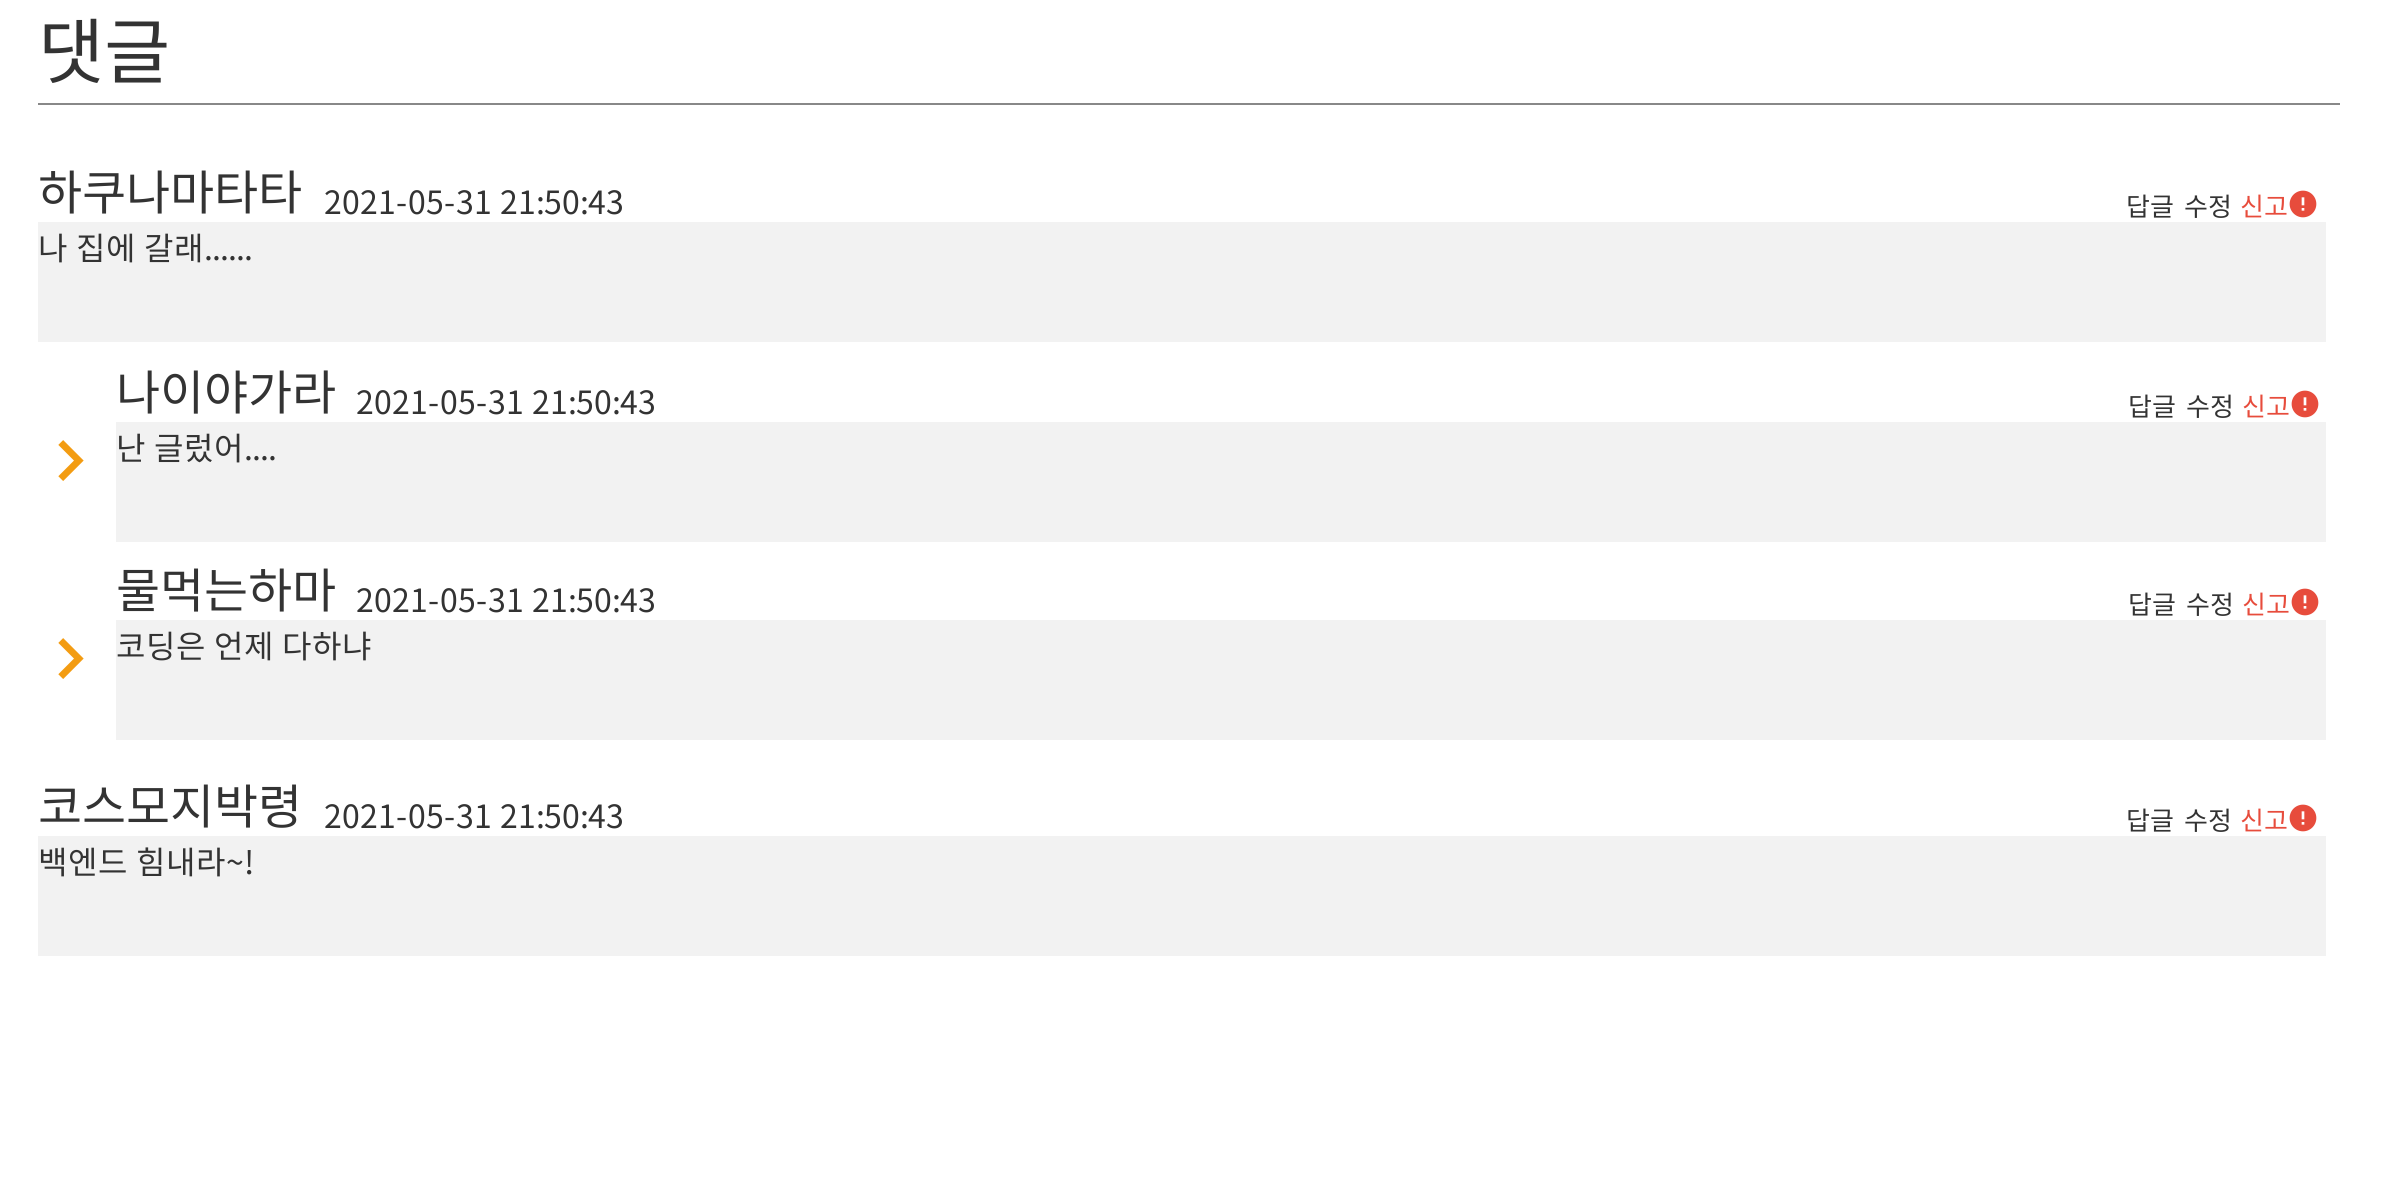 댓글
하쿠나마타타 2021-05-31 21:50:43 답글 수정 신고
나 집에 갈래......
나이야가라 2021-05-31 21:50:43 답글 수정 신고
난 글렀어....
물먹는하마 2021-05-31 21:50:43 답글 수정 신고
코딩은 언제 다하냐
코스모지박령 2021-05-31 21:50:43 답글 수정 신고
백엔드 힘내라~!